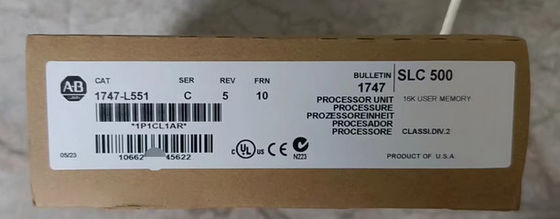 AB
CAT SER REV FRN
1747-L551 C 5 10
*1P1CL1AR*
05/23
10662 45622
C UL US CE N223
BULLETIN
1747
SLC 500
PROCESSOR UNIT
PROCESSURE
PROZESSOREINHEIT
PROCESADOR
PROCESSORE
16K USER MEMORY
CLASSI.DIV.2
PRODUCT OF U.S.A